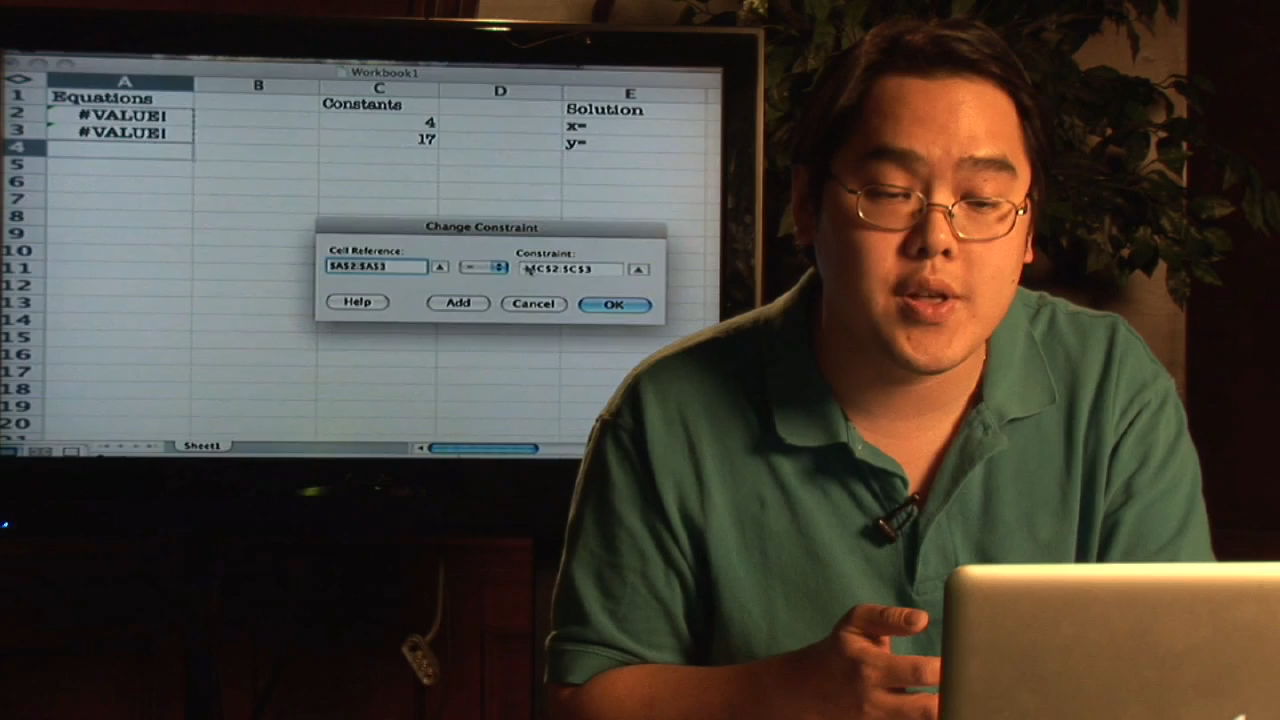 Workbook1
A B C D E
1 Equations Constants Solution
2 #VALUE! 4 x=
3 #VALUE! 17 y=
4
5
6
7
8
9
10
11
12
13
14
15
16
17
18
19
20
Change Constraint
Cell Reference: Constraint:
$A$2:$A$3 = $C$2:$C$3
Help Add Cancel OK
Sheet1